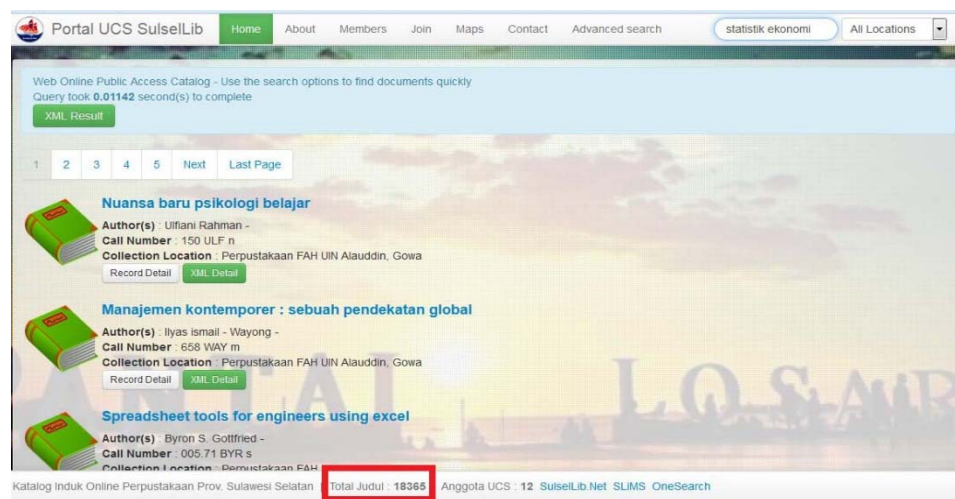 Portal UCS SulselLib Home About Members Join Maps Contact Advanced search statistik ekonomi All Locations
Web Online Public Access Catalog - Use the search options to find documents quickly
Query took 0.01142 second(s) to complete
XML Result
1 2 3 4 5 Next Last Page
Nuansa baru psikologi belajar
Author(s) : Ulfiani Rahman -
Call Number : 150 ULF n
Collection Location : Perpustakaan FAH UIN Alauddin, Gowa
Record Detail XML Detail
Manajemen kontemporer : sebuah pendekatan global
Author(s) : Ilyas ismail - Wayong -
Call Number : 658 WAY m
Collection Location : Perpustakaan FAH UIN Alauddin, Gowa
Record Detail XML Detail
PANTAI LOSARI
Spreadsheet tools for engineers using excel
Author(s) : Byron S. Gottfried -
Call Number : 005.71 BYR s
Collection Location : Perpustakaan FAH
Katalog Induk Online Perpustakaan Prov. Sulawesi Selatan | Total Judul : 18365 Anggota UCS : 12 SulselLib.Net SLiMS OneSearch